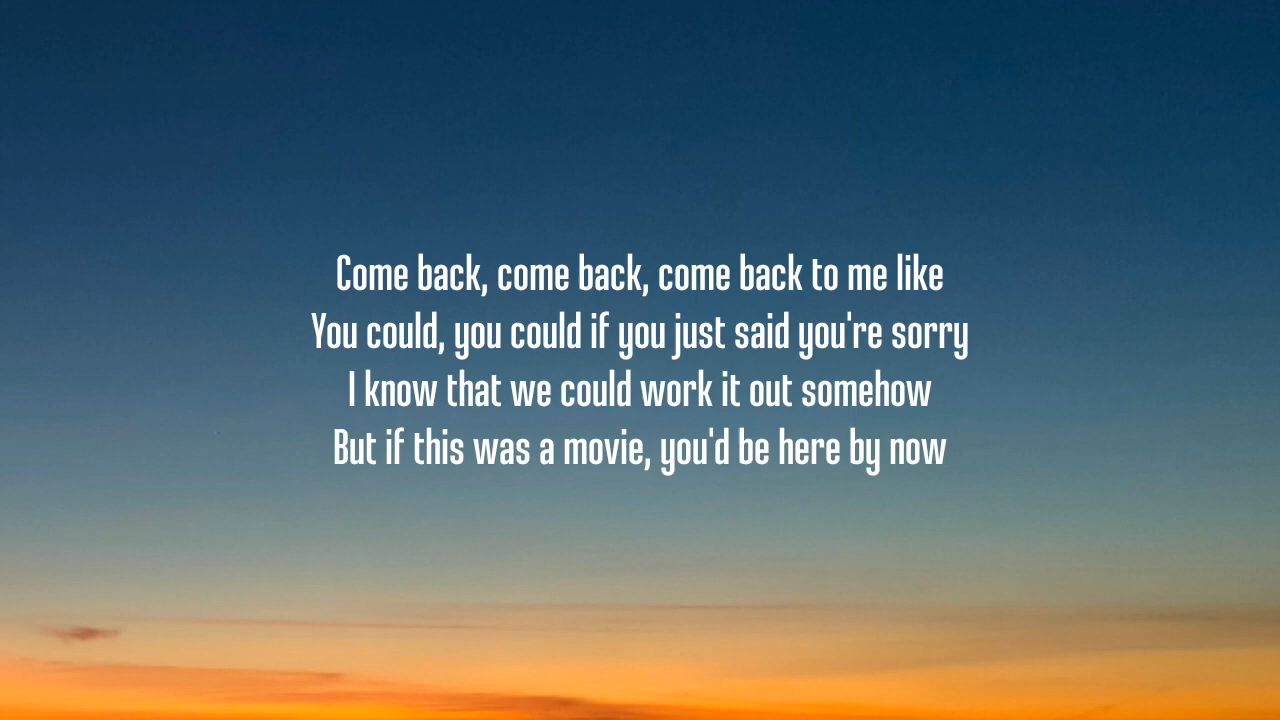 Come back, come back, come back to me like
You could, you could if you just said you're sorry
I know that we could work it out somehow
But if this was a movie, you'd be here by now